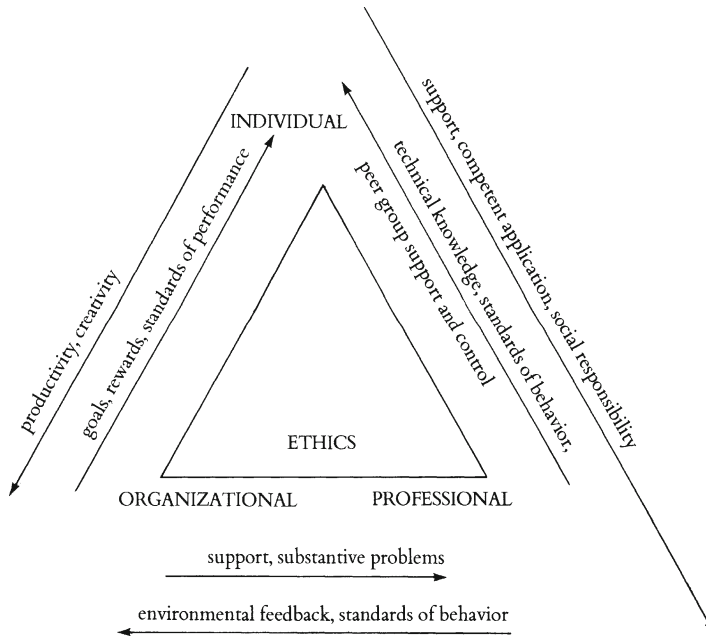 INDIVIDUAL
productivity, creativity
goals, rewards, standards of performance
support, competent application, social responsibility
technical knowledge, standards of behavior,
peer group support and control
ETHICS
ORGANIZATIONAL
PROFESSIONAL
support, substantive problems
environmental feedback, standards of behavior